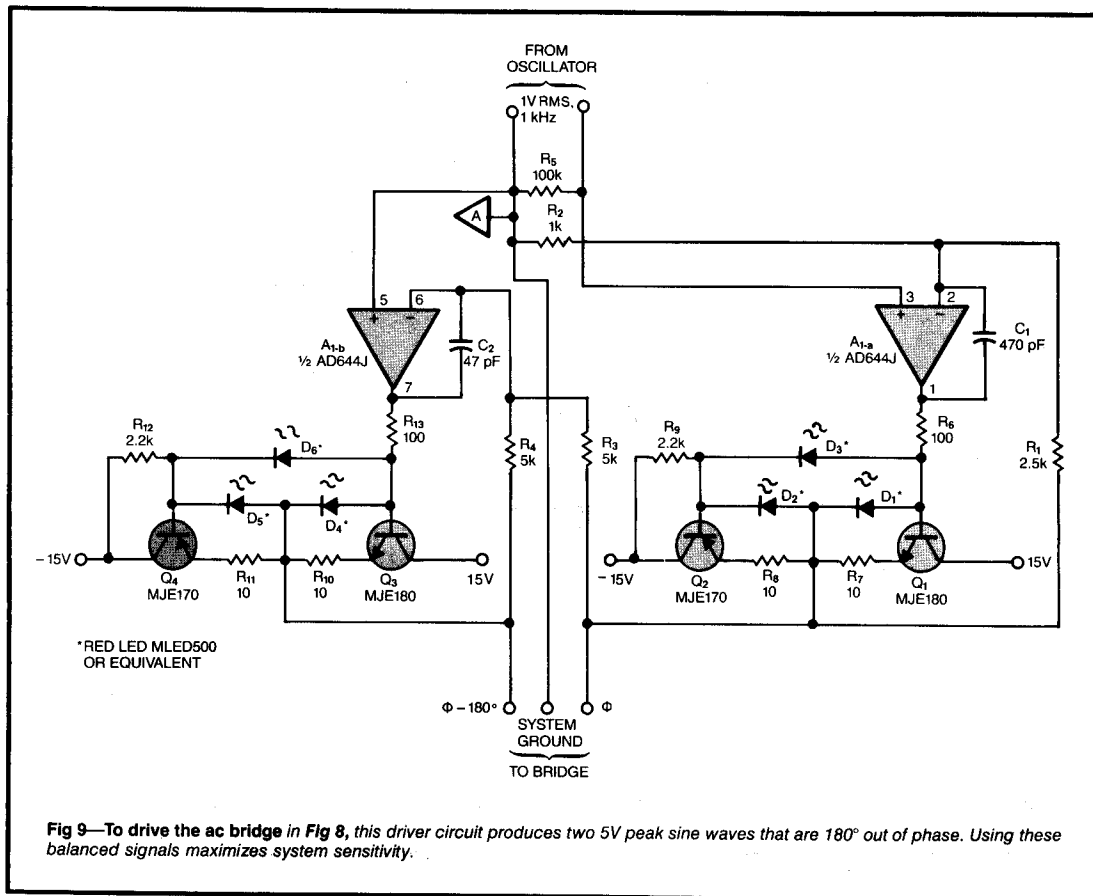 FROM
OSCILLATOR
1V RMS,
1 kHz
R5
100k
A
R2
1k
5
6
+
−
A1-b
½ AD644J
C2
47 pF
7
3
2
+
−
A1-a
½ AD644J
C1
470 pF
1
R12
2.2k
D6*
R13
100
R4
5k
R3
5k
R9
2.2k
D3*
R6
100
R1
2.5k
D5*
D4*
D2*
D1*
−15V
Q4
MJE170
R11
10
R10
10
Q3
MJE180
15V
−15V
Q2
MJE170
R8
10
R7
10
Q1
MJE180
15V
*RED LED MLED500
OR EQUIVALENT
Φ − 180°
SYSTEM
GROUND
Φ
TO BRIDGE
Fig 9—To drive the ac bridge in Fig 8, this driver circuit produces two 5V peak sine waves that are 180° out of phase. Using these
balanced signals maximizes system sensitivity.